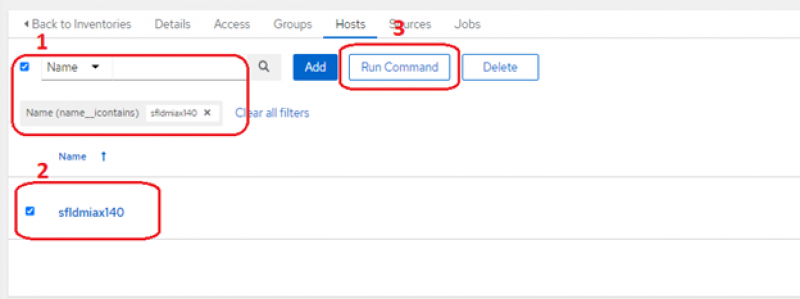 Back to Inventories Details Access Groups Hosts Sources Jobs
1 3
Name Add Run Command Delete
Name (name__icontains) sfldmiax140 × Clear all filters
Name ↑
2
sfldmiax140